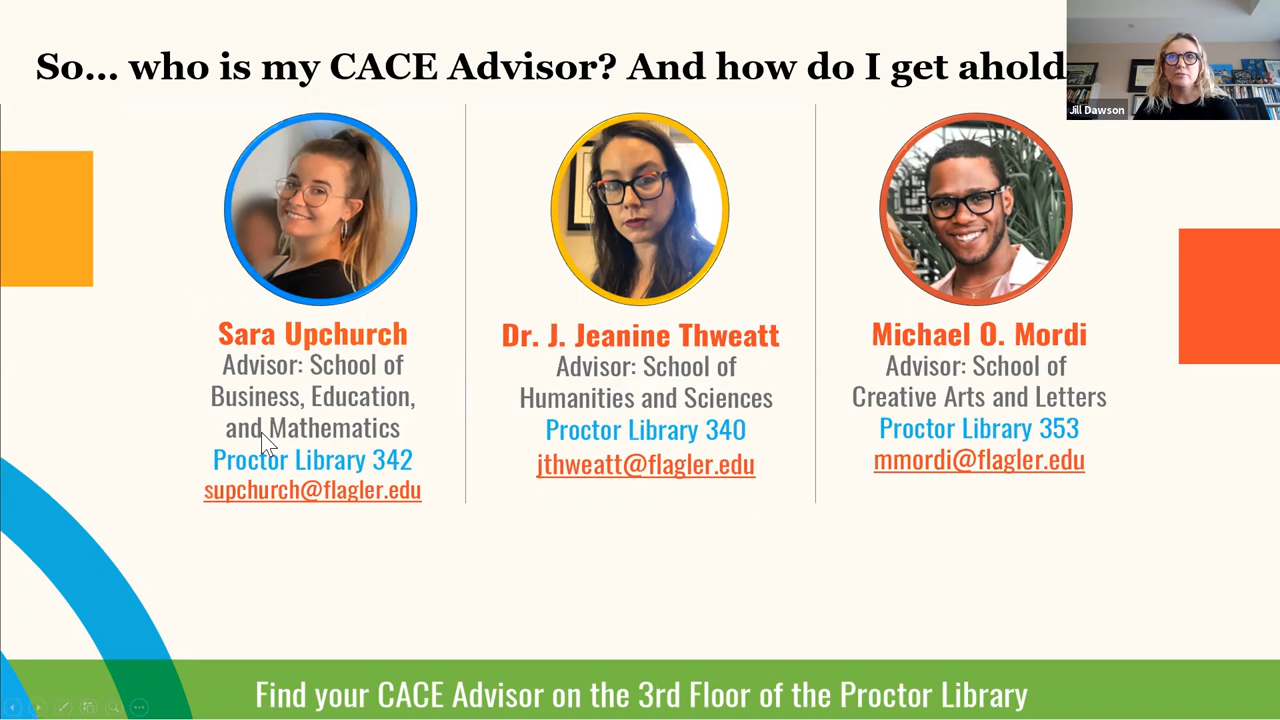 So... who is my CACE Advisor? And how do I get ahold
Jill Dawson
Sara Upchurch
Advisor: School of
Business, Education,
and Mathematics
Proctor Library 342
supchurch@flagler.edu
Dr. J. Jeanine Thweatt
Advisor: School of
Humanities and Sciences
Proctor Library 340
jthweatt@flagler.edu
Michael O. Mordi
Advisor: School of
Creative Arts and Letters
Proctor Library 353
mmordi@flagler.edu
Find your CACE Advisor on the 3rd Floor of the Proctor Library